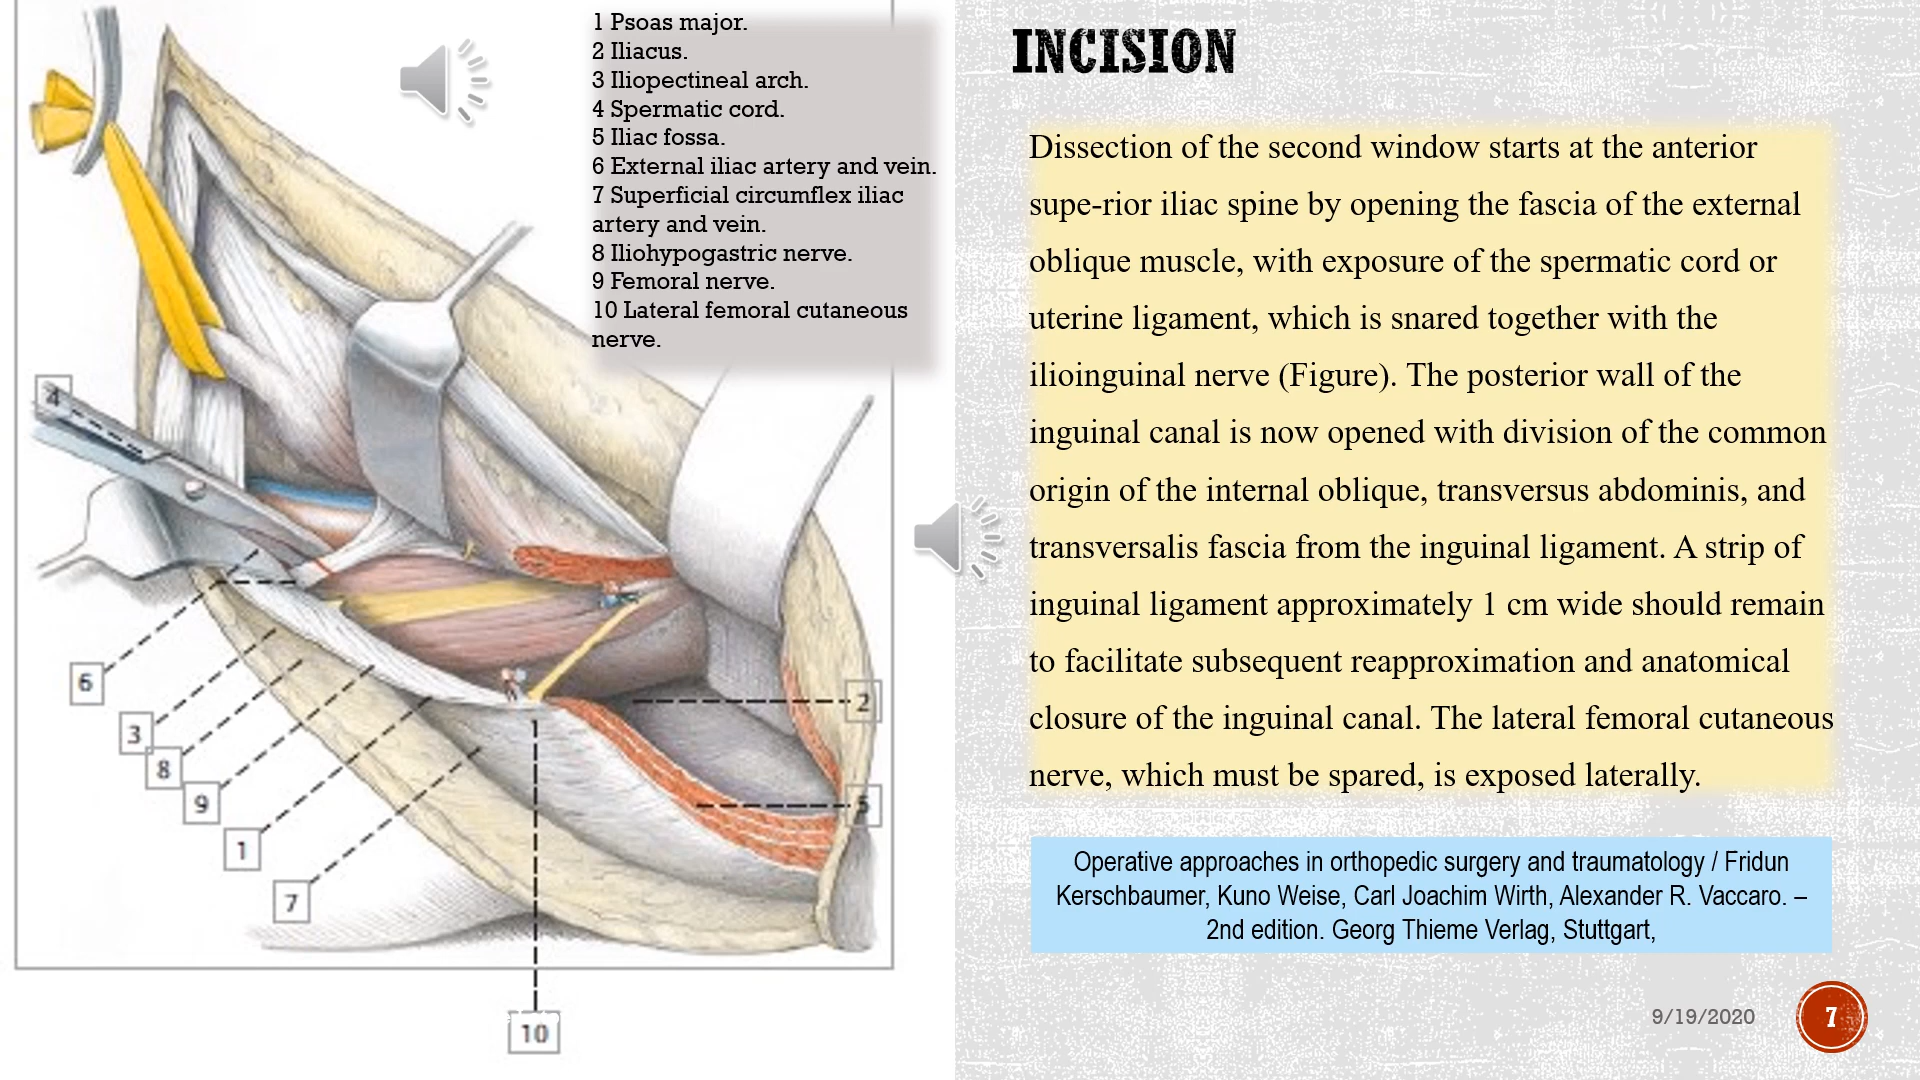 1 Psoas major.
2 Iliacus.
3 Iliopectineal arch.
4 Spermatic cord.
5 Iliac fossa.
6 External iliac artery and vein.
7 Superficial circumflex iliac
artery and vein.
8 Iliohypogastric nerve.
9 Femoral nerve.
10 Lateral femoral cutaneous
nerve.
4
6
3
8
9
1
7
2
5
10
INCISION
Dissection of the second window starts at the anterior
supe-rior iliac spine by opening the fascia of the external
oblique muscle, with exposure of the spermatic cord or
uterine ligament, which is snared together with the
ilioinguinal nerve (Figure). The posterior wall of the
inguinal canal is now opened with division of the common
origin of the internal oblique, transversus abdominis, and
transversalis fascia from the inguinal ligament. A strip of
inguinal ligament approximately 1 cm wide should remain
to facilitate subsequent reapproximation and anatomical
closure of the inguinal canal. The lateral femoral cutaneous
nerve, which must be spared, is exposed laterally.
Operative approaches in orthopedic surgery and traumatology / Fridun
Kerschbaumer, Kuno Weise, Carl Joachim Wirth, Alexander R. Vaccaro. –
2nd edition. Georg Thieme Verlag, Stuttgart,
9/19/2020
7